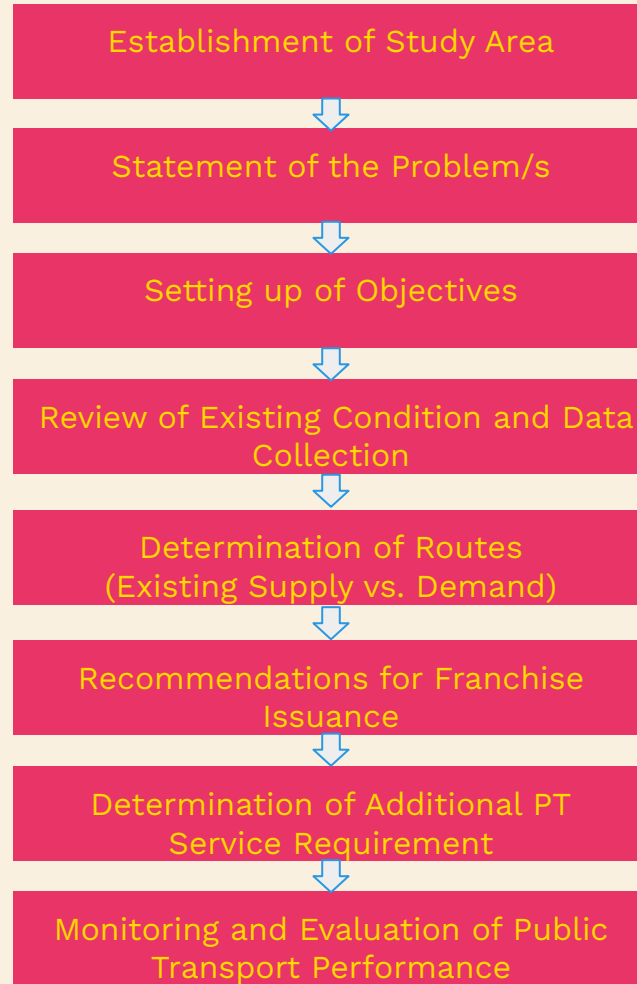 Establishment of Study Area
Statement of the Problem/s
Setting up of Objectives
Review of Existing Condition and Data
Collection
Determination of Routes
(Existing Supply vs. Demand)
Recommendations for Franchise
Issuance
Determination of Additional PT
Service Requirement
Monitoring and Evaluation of Public
Transport Performance